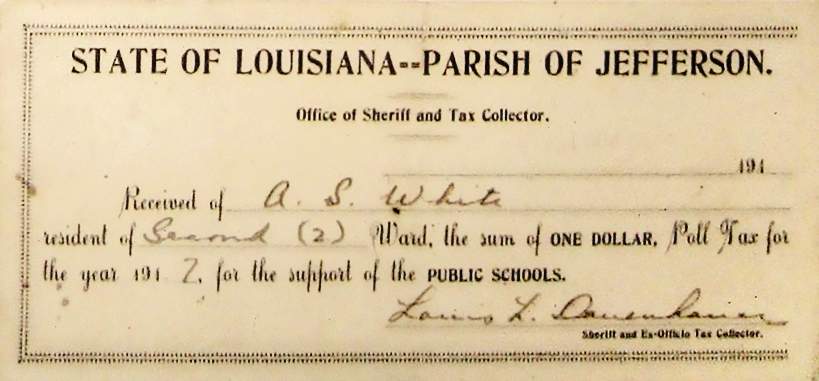 STATE OF LOUISIANA--PARISH OF JEFFERSON.
Office of Sheriff and Tax Collector.
191
Received of A. S. White
resident of Second (2) Ward, the sum of ONE DOLLAR, Poll Tax for
the year 191 7, for the support of the PUBLIC SCHOOLS.
Louis L.
Sheriff and Ex-Officio Tax Collector.